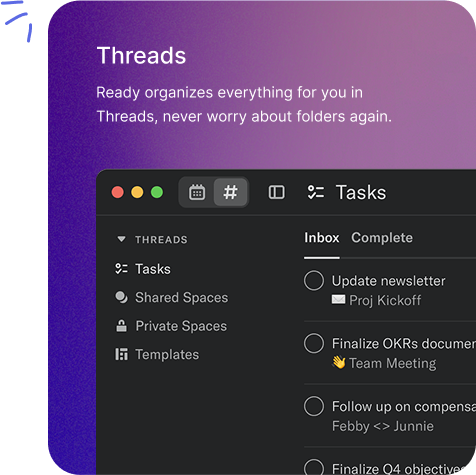 Threads
Ready organizes everything for you in
Threads, never worry about folders again.
# Tasks
THREADS
Tasks
Shared Spaces
Private Spaces
Templates
Inbox Complete
Update newsletter
Proj Kickoff
Finalize OKRs documen
👋 Team Meeting
Follow up on compensa
Febby <> Junnie
Finalize Q4 objectives